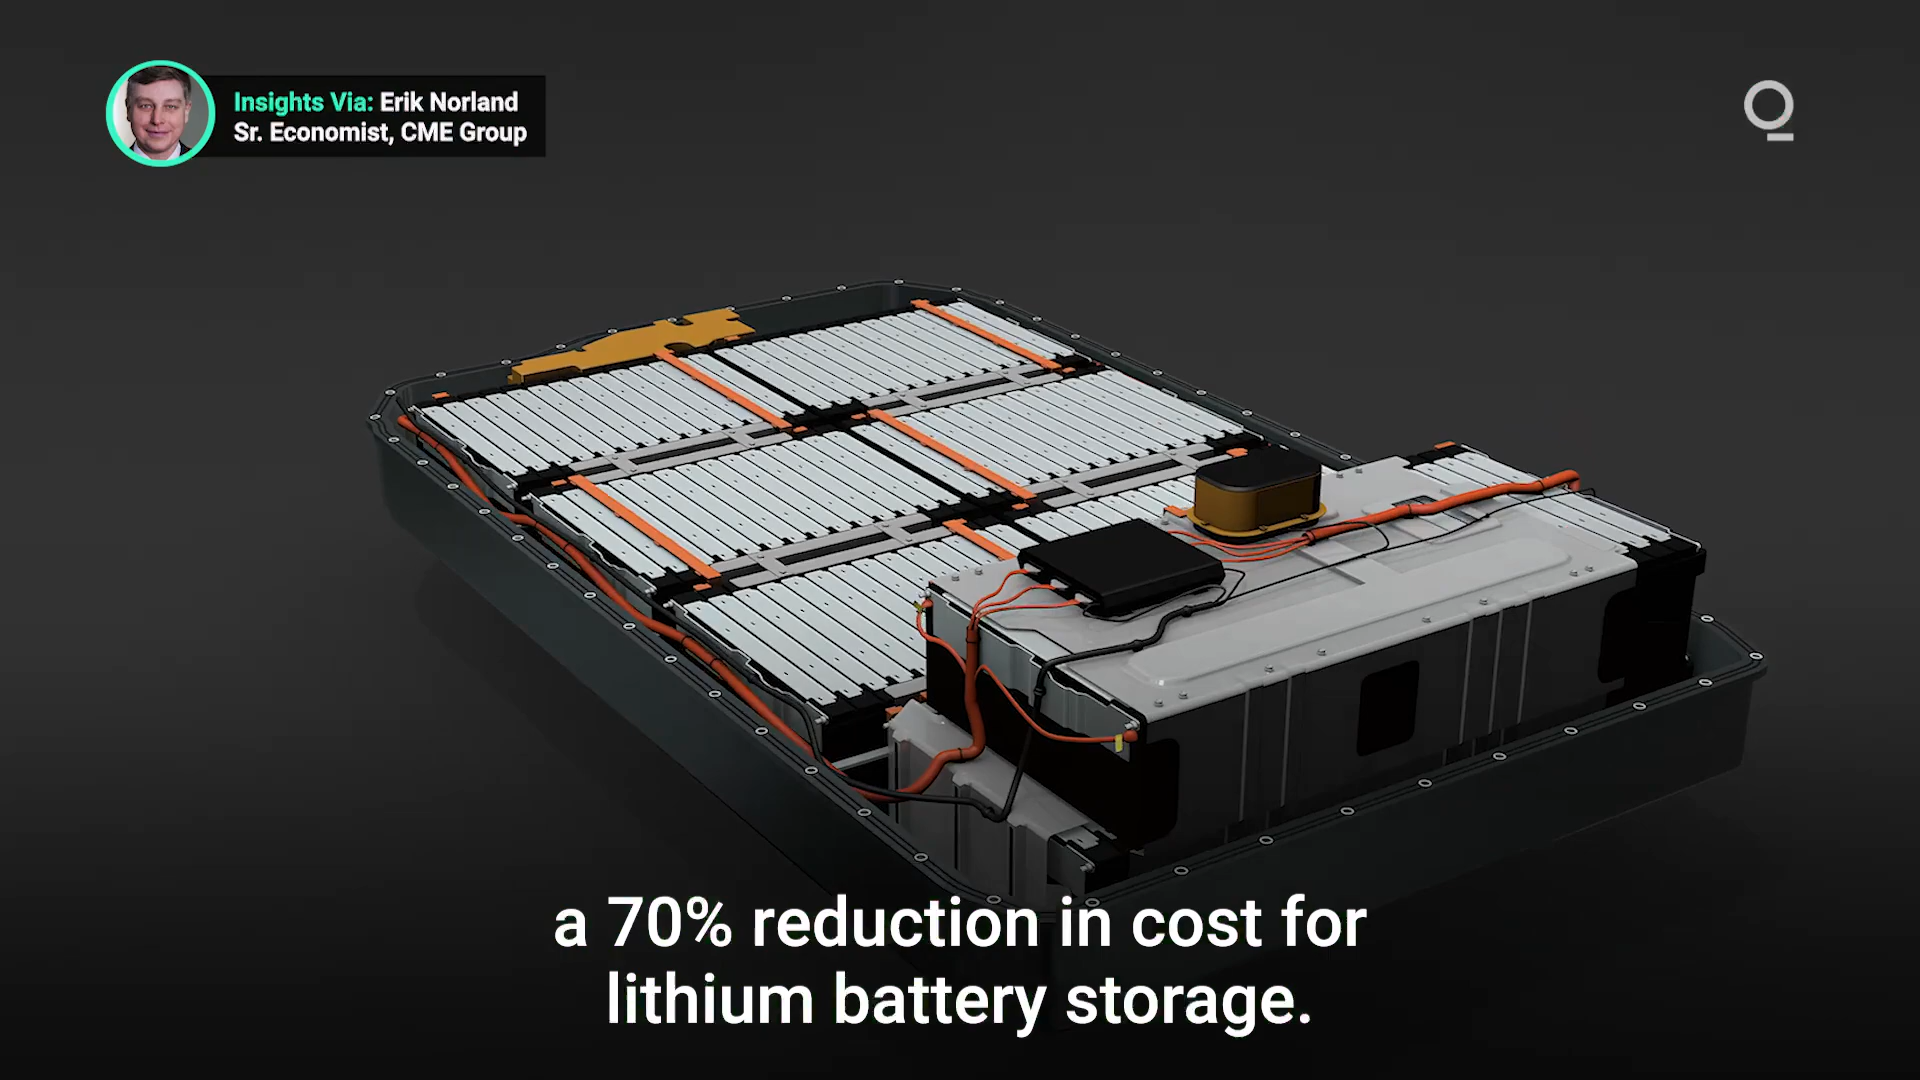 Insights Via: Erik Norland
Sr. Economist, CME Group
a 70% reduction in cost for
lithium battery storage.